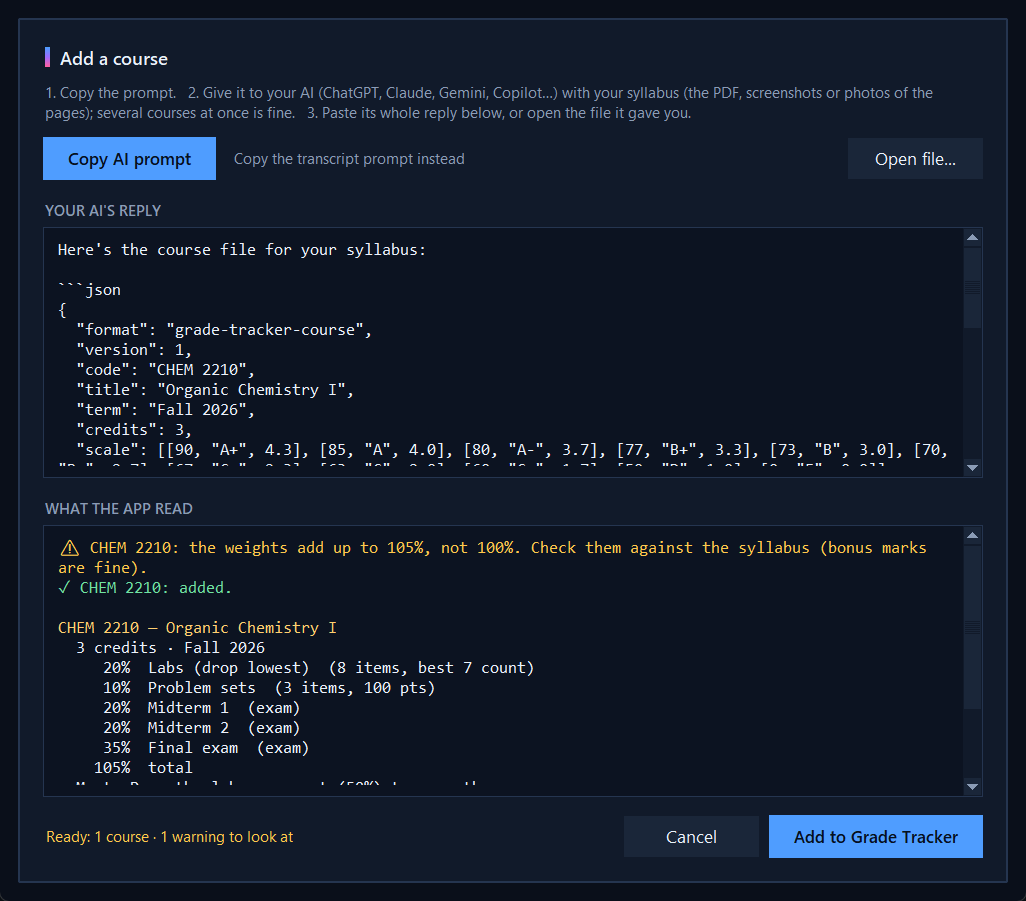 Add a course
1. Copy the prompt.   2. Give it to your AI (ChatGPT, Claude, Gemini, Copilot...) with your syllabus (the PDF, screenshots or photos of the
pages); several courses at once is fine.   3. Paste its whole reply below, or open the file it gave you.
Copy AI prompt   Copy the transcript prompt instead   Open file...
YOUR AI'S REPLY
Here's the course file for your syllabus:
```json
{
  "format": "grade-tracker-course",
  "version": 1,
  "code": "CHEM 2210",
  "title": "Organic Chemistry I",
  "term": "Fall 2026",
  "credits": 3,
  "scale": [[90, "A+", 4.3], [85, "A", 4.0], [80, "A-", 3.7], [77, "B+", 3.3], [73, "B", 3.0], [70,
WHAT THE APP READ
⚠ CHEM 2210: the weights add up to 105%, not 100%. Check them against the syllabus (bonus marks
are fine).
✓ CHEM 2210: added.
CHEM 2210 — Organic Chemistry I
  3 credits · Fall 2026
     20%  Labs (drop lowest)  (8 items, best 7 count)
     10%  Problem sets  (3 items, 100 pts)
     20%  Midterm 1  (exam)
     20%  Midterm 2  (exam)
     35%  Final exam  (exam)
    105%  total
Ready: 1 course · 1 warning to look at
Cancel   Add to Grade Tracker